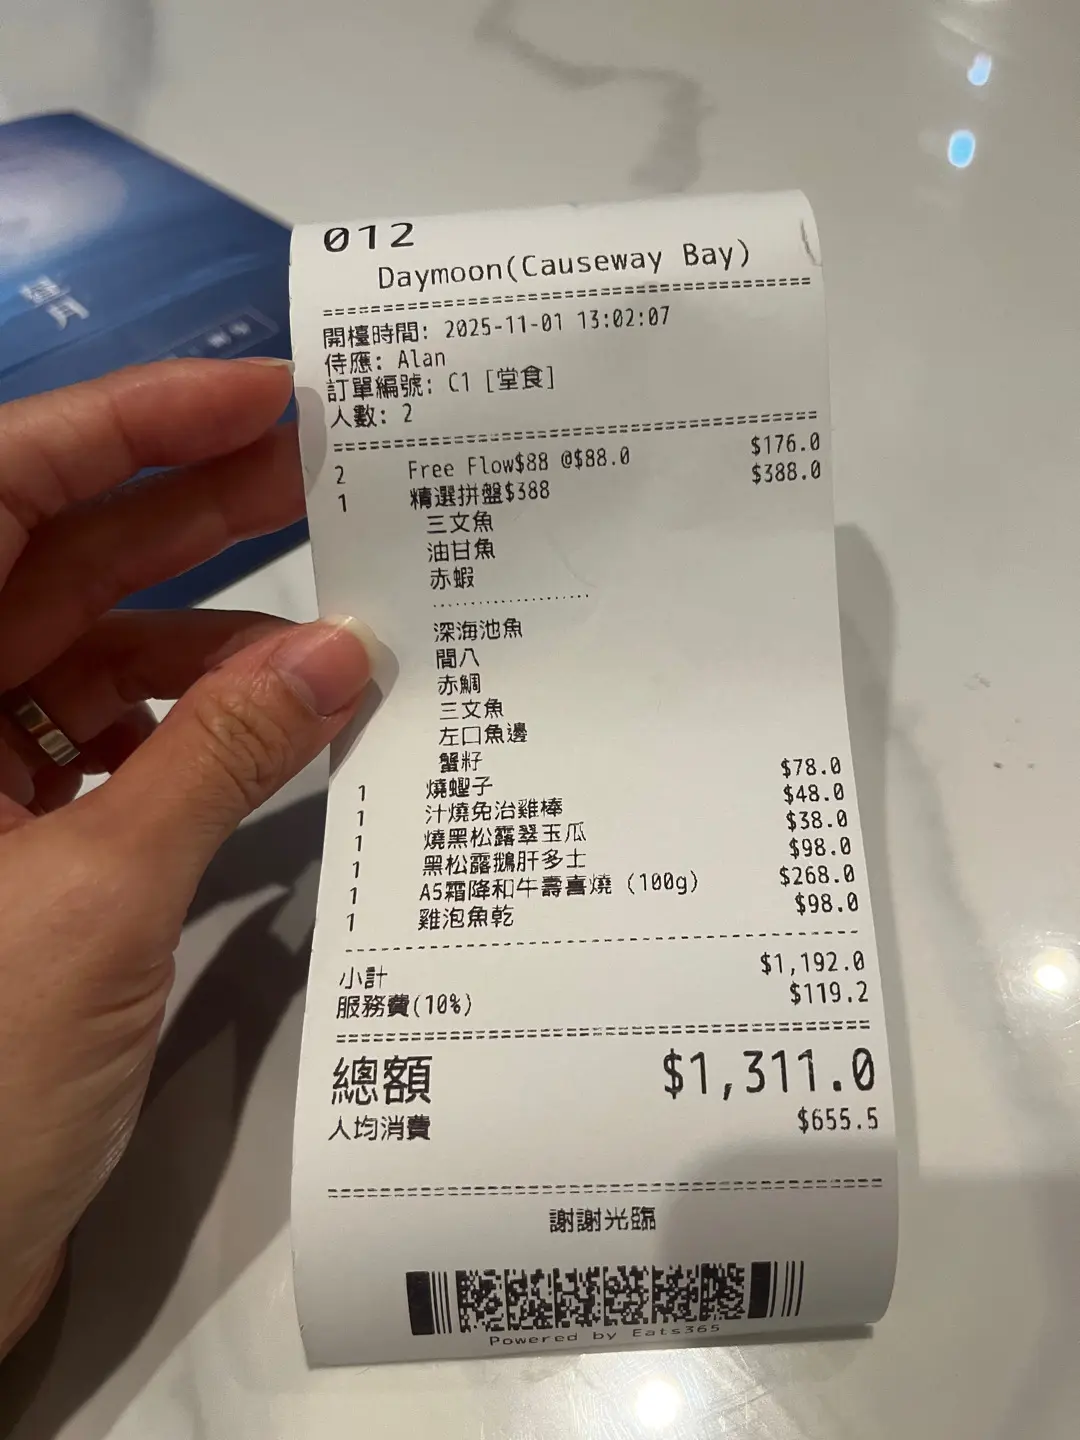 星月
012
Daymoon(Causeway Bay)
開檯時間: 2025-11-01 13:02:07
侍應: Alan
訂單編號: C1 [堂食]
人數: 2
2 Free Flow$88 @$88.0 $176.0
1 精選拼盤$388 $388.0
三文魚
油甘魚
赤蝦
....................
深海池魚
間八
赤鯛
三文魚
左口魚邊
蟹籽
1 燒蟶子 $78.0
1 汁燒免治雞棒 $48.0
1 燒黑松露翠玉瓜 $38.0
1 黑松露鵝肝多士 $98.0
1 A5霜降和牛壽喜燒 (100g) $268.0
1 雞泡魚乾 $98.0
小計 $1,192.0
服務費(10%) $119.2
總額 $1,311.0
人均消費 $655.5
謝謝光臨
Powered by Eats365